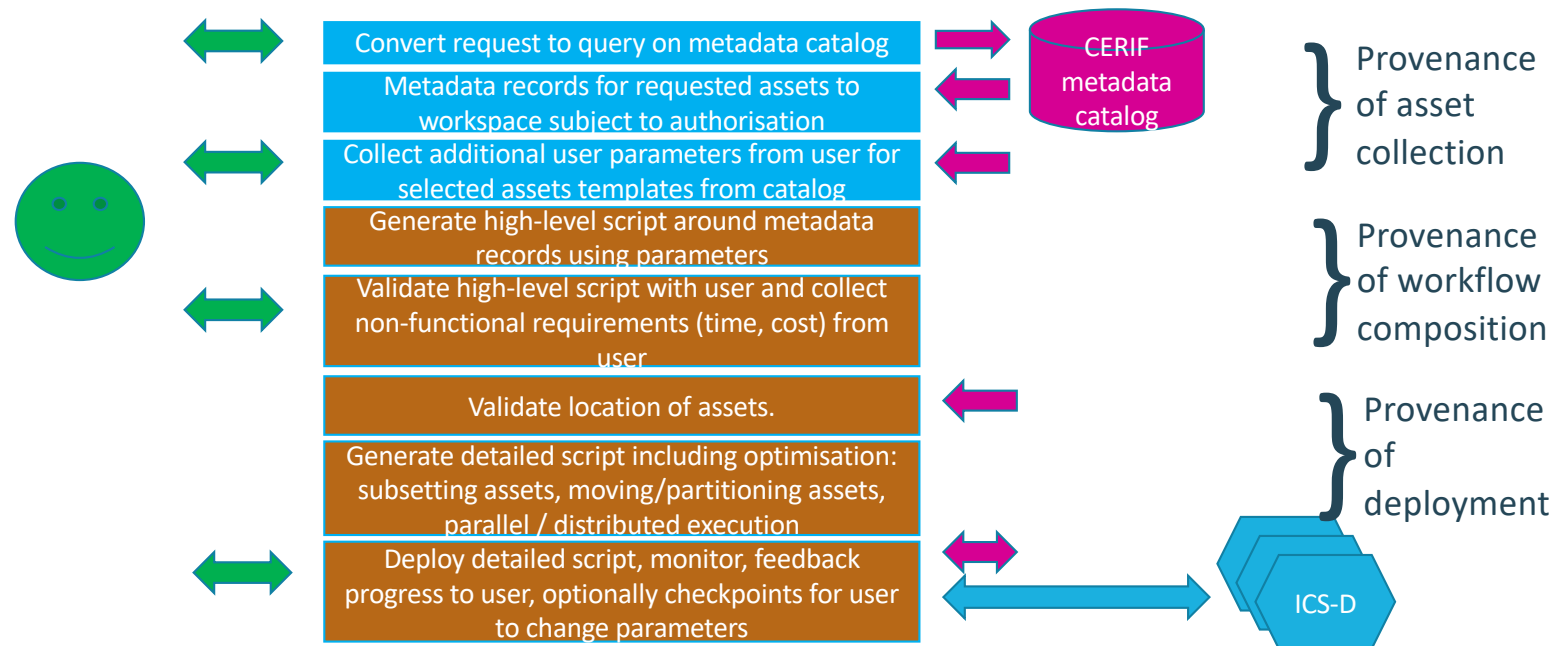 Convert request to query on metadata catalog
Metadata records for requested assets to
workspace subject to authorisation
Collect additional user parameters from user for
selected assets templates from catalog
Generate high-level script around metadata
records using parameters
Validate high-level script with user and collect
non-functional requirements (time, cost) from
user
Validate location of assets.
Generate detailed script including optimisation:
subsetting assets, moving/partitioning assets,
parallel / distributed execution
Deploy detailed script, monitor, feedback
progress to user, optionally checkpoints for user
to change parameters
CERIF
metadata
catalog
Provenance
of asset
collection
Provenance
of workflow
composition
Provenance
of
deployment
ICS-D